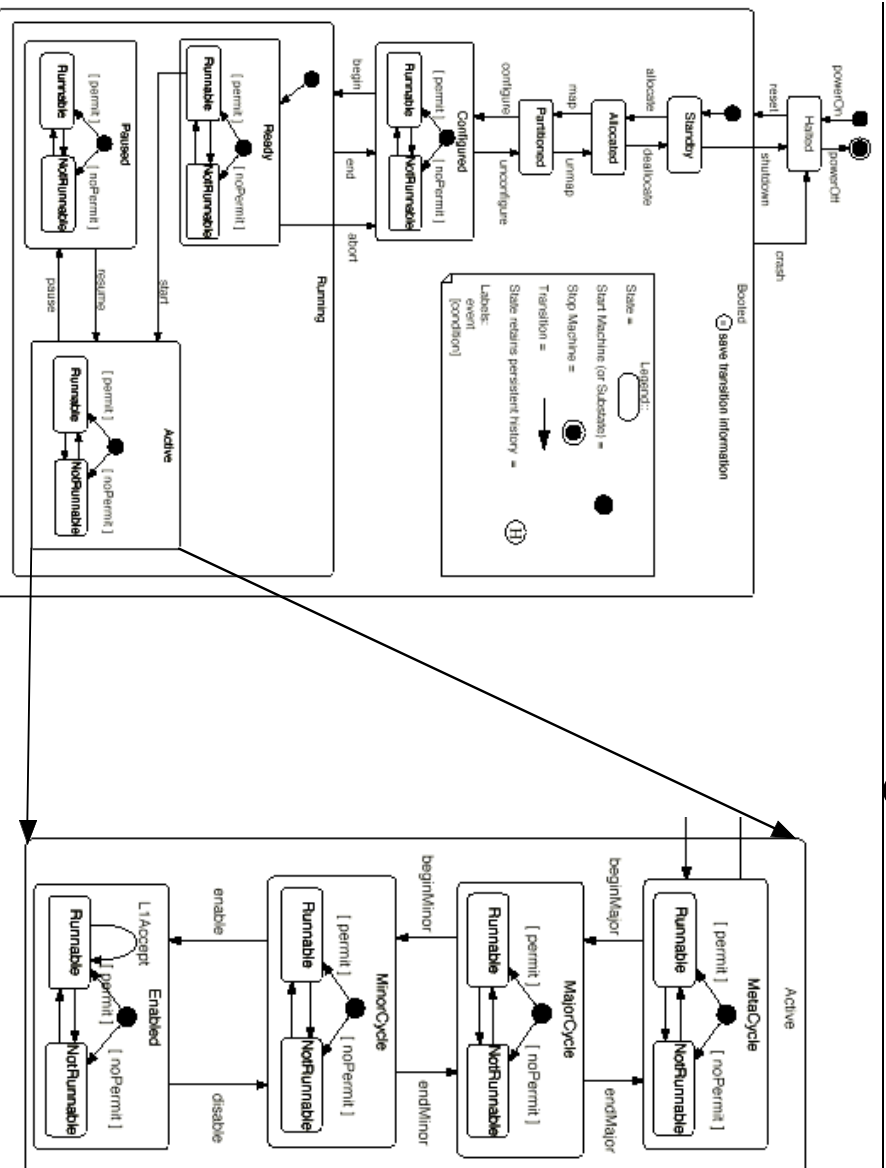 powerOn
powerOff
Halted
reset
shutdown
crash
Booted
= save transition information
Standby
allocate
deallocate
Allocated
map
unmap
Partitioned
configure
unconfigure
Configured
[ permit ]
[ noPermit ]
Runnable
NotRunnable
begin
end
abort
Running
Ready
[ permit ]
[ noPermit ]
Runnable
NotRunnable
start
Paused
[ permit ]
[ noPermit ]
Runnable
NotRunnable
resume
pause
Active
[ permit ]
[ noPermit ]
Runnable
NotRunnable
Legend::
State =
Start Machine (or Substate) =
Stop Machine =
Transition =
State retains persistent history =
H
Labels:
event
[condition]
Active
MetaCycle
[ permit ]
[ noPermit ]
Runnable
NotRunnable
beginMajor
endMajor
MajorCycle
[ permit ]
[ noPermit ]
Runnable
NotRunnable
beginMinor
endMinor
MinorCycle
[ permit ]
[ noPermit ]
Runnable
NotRunnable
enable
disable
Enabled
L1Accept
[ permit ]
[ noPermit ]
Runnable
NotRunnable